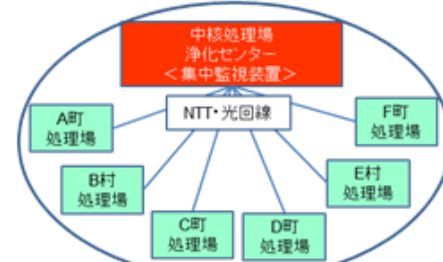 中核処理場
浄化センター
＜集中監視装置＞
NTT・光回線
A町
処理場
F町
処理場
B村
処理場
E村
処理場
C町
処理場
D町
処理場